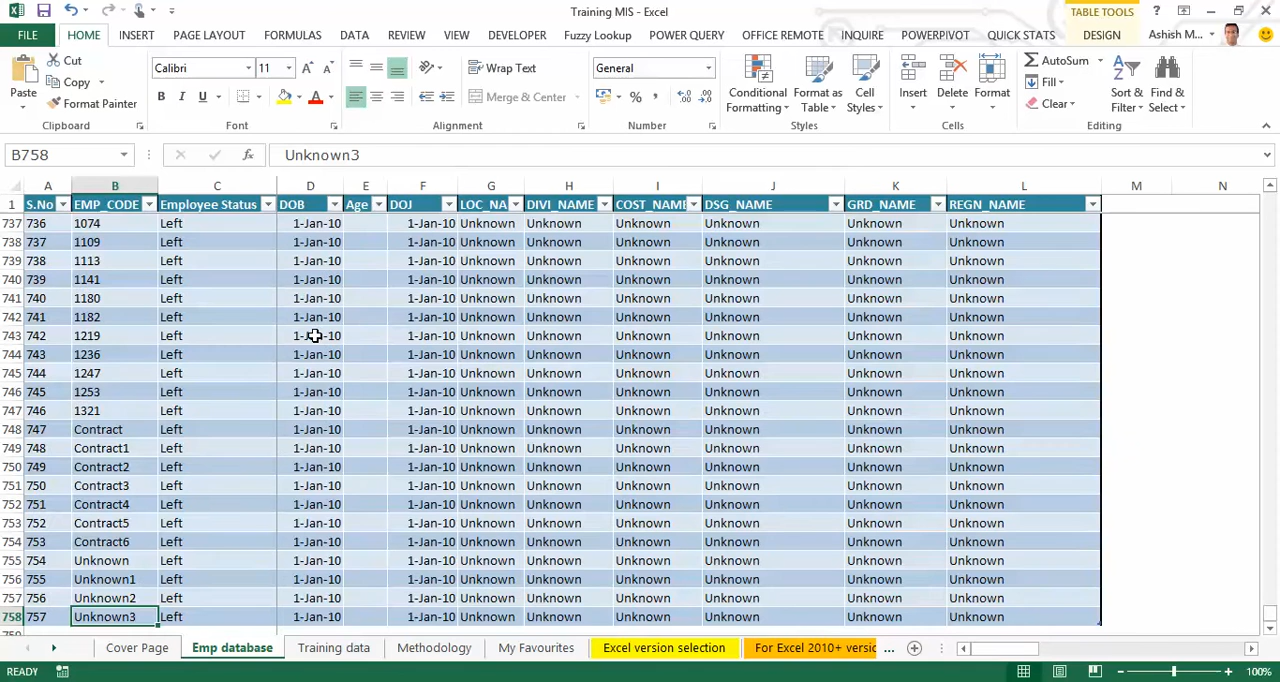 Training MIS - Excel
TABLE TOOLS
FILE HOME INSERT PAGE LAYOUT FORMULAS DATA REVIEW VIEW DEVELOPER Fuzzy Lookup POWER QUERY OFFICE REMOTE INQUIRE POWERPIVOT QUICK STATS DESIGN Ashish M...
Paste Cut Copy Format Painter
Clipboard
Calibri 11
B I U A
Font
Wrap Text
Merge & Center
Alignment
General
%
Number
Conditional Formatting
Format as Table
Cell Styles
Styles
Insert Delete Format
Cells
AutoSum
Fill
Clear
Sort & Filter
Find & Select
Editing
B758 fx Unknown3
A B C D E F G H I J K L M N
1 S.No EMP_CODE Employee Status DOB Age DOJ LOC_NA DIVI_NAME COST_NAME DSG_NAME GRD_NAME REGN_NAME
737 736 1074 Left 1-Jan-10 1-Jan-10 Unknown Unknown Unknown Unknown Unknown Unknown
738 737 1109 Left 1-Jan-10 1-Jan-10 Unknown Unknown Unknown Unknown Unknown Unknown
739 738 1113 Left 1-Jan-10 1-Jan-10 Unknown Unknown Unknown Unknown Unknown Unknown
740 739 1141 Left 1-Jan-10 1-Jan-10 Unknown Unknown Unknown Unknown Unknown Unknown
741 740 1180 Left 1-Jan-10 1-Jan-10 Unknown Unknown Unknown Unknown Unknown Unknown
742 741 1182 Left 1-Jan-10 1-Jan-10 Unknown Unknown Unknown Unknown Unknown Unknown
743 742 1219 Left 1-Jan-10 1-Jan-10 Unknown Unknown Unknown Unknown Unknown Unknown
744 743 1236 Left 1-Jan-10 1-Jan-10 Unknown Unknown Unknown Unknown Unknown Unknown
745 744 1247 Left 1-Jan-10 1-Jan-10 Unknown Unknown Unknown Unknown Unknown Unknown
746 745 1253 Left 1-Jan-10 1-Jan-10 Unknown Unknown Unknown Unknown Unknown Unknown
747 746 1321 Left 1-Jan-10 1-Jan-10 Unknown Unknown Unknown Unknown Unknown Unknown
748 747 Contract Left 1-Jan-10 1-Jan-10 Unknown Unknown Unknown Unknown Unknown Unknown
749 748 Contract1 Left 1-Jan-10 1-Jan-10 Unknown Unknown Unknown Unknown Unknown Unknown
750 749 Contract2 Left 1-Jan-10 1-Jan-10 Unknown Unknown Unknown Unknown Unknown Unknown
751 750 Contract3 Left 1-Jan-10 1-Jan-10 Unknown Unknown Unknown Unknown Unknown Unknown
752 751 Contract4 Left 1-Jan-10 1-Jan-10 Unknown Unknown Unknown Unknown Unknown Unknown
753 752 Contract5 Left 1-Jan-10 1-Jan-10 Unknown Unknown Unknown Unknown Unknown Unknown
754 753 Contract6 Left 1-Jan-10 1-Jan-10 Unknown Unknown Unknown Unknown Unknown Unknown
755 754 Unknown Left 1-Jan-10 1-Jan-10 Unknown Unknown Unknown Unknown Unknown Unknown
756 755 Unknown1 Left 1-Jan-10 1-Jan-10 Unknown Unknown Unknown Unknown Unknown Unknown
757 756 Unknown2 Left 1-Jan-10 1-Jan-10 Unknown Unknown Unknown Unknown Unknown Unknown
758 757 Unknown3 Left 1-Jan-10 1-Jan-10 Unknown Unknown Unknown Unknown Unknown Unknown
Cover Page Emp database Training data Methodology My Favourites Excel version selection For Excel 2010+ versic ...
READY 100%